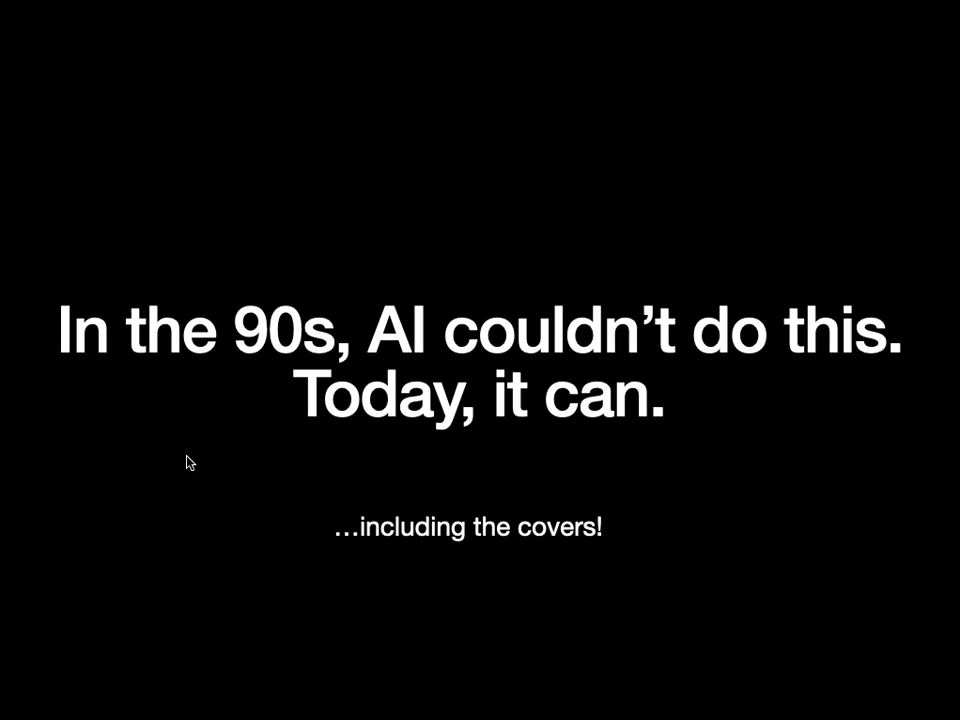 In the 90s, AI couldn’t do this.
Today, it can.
…including the covers!